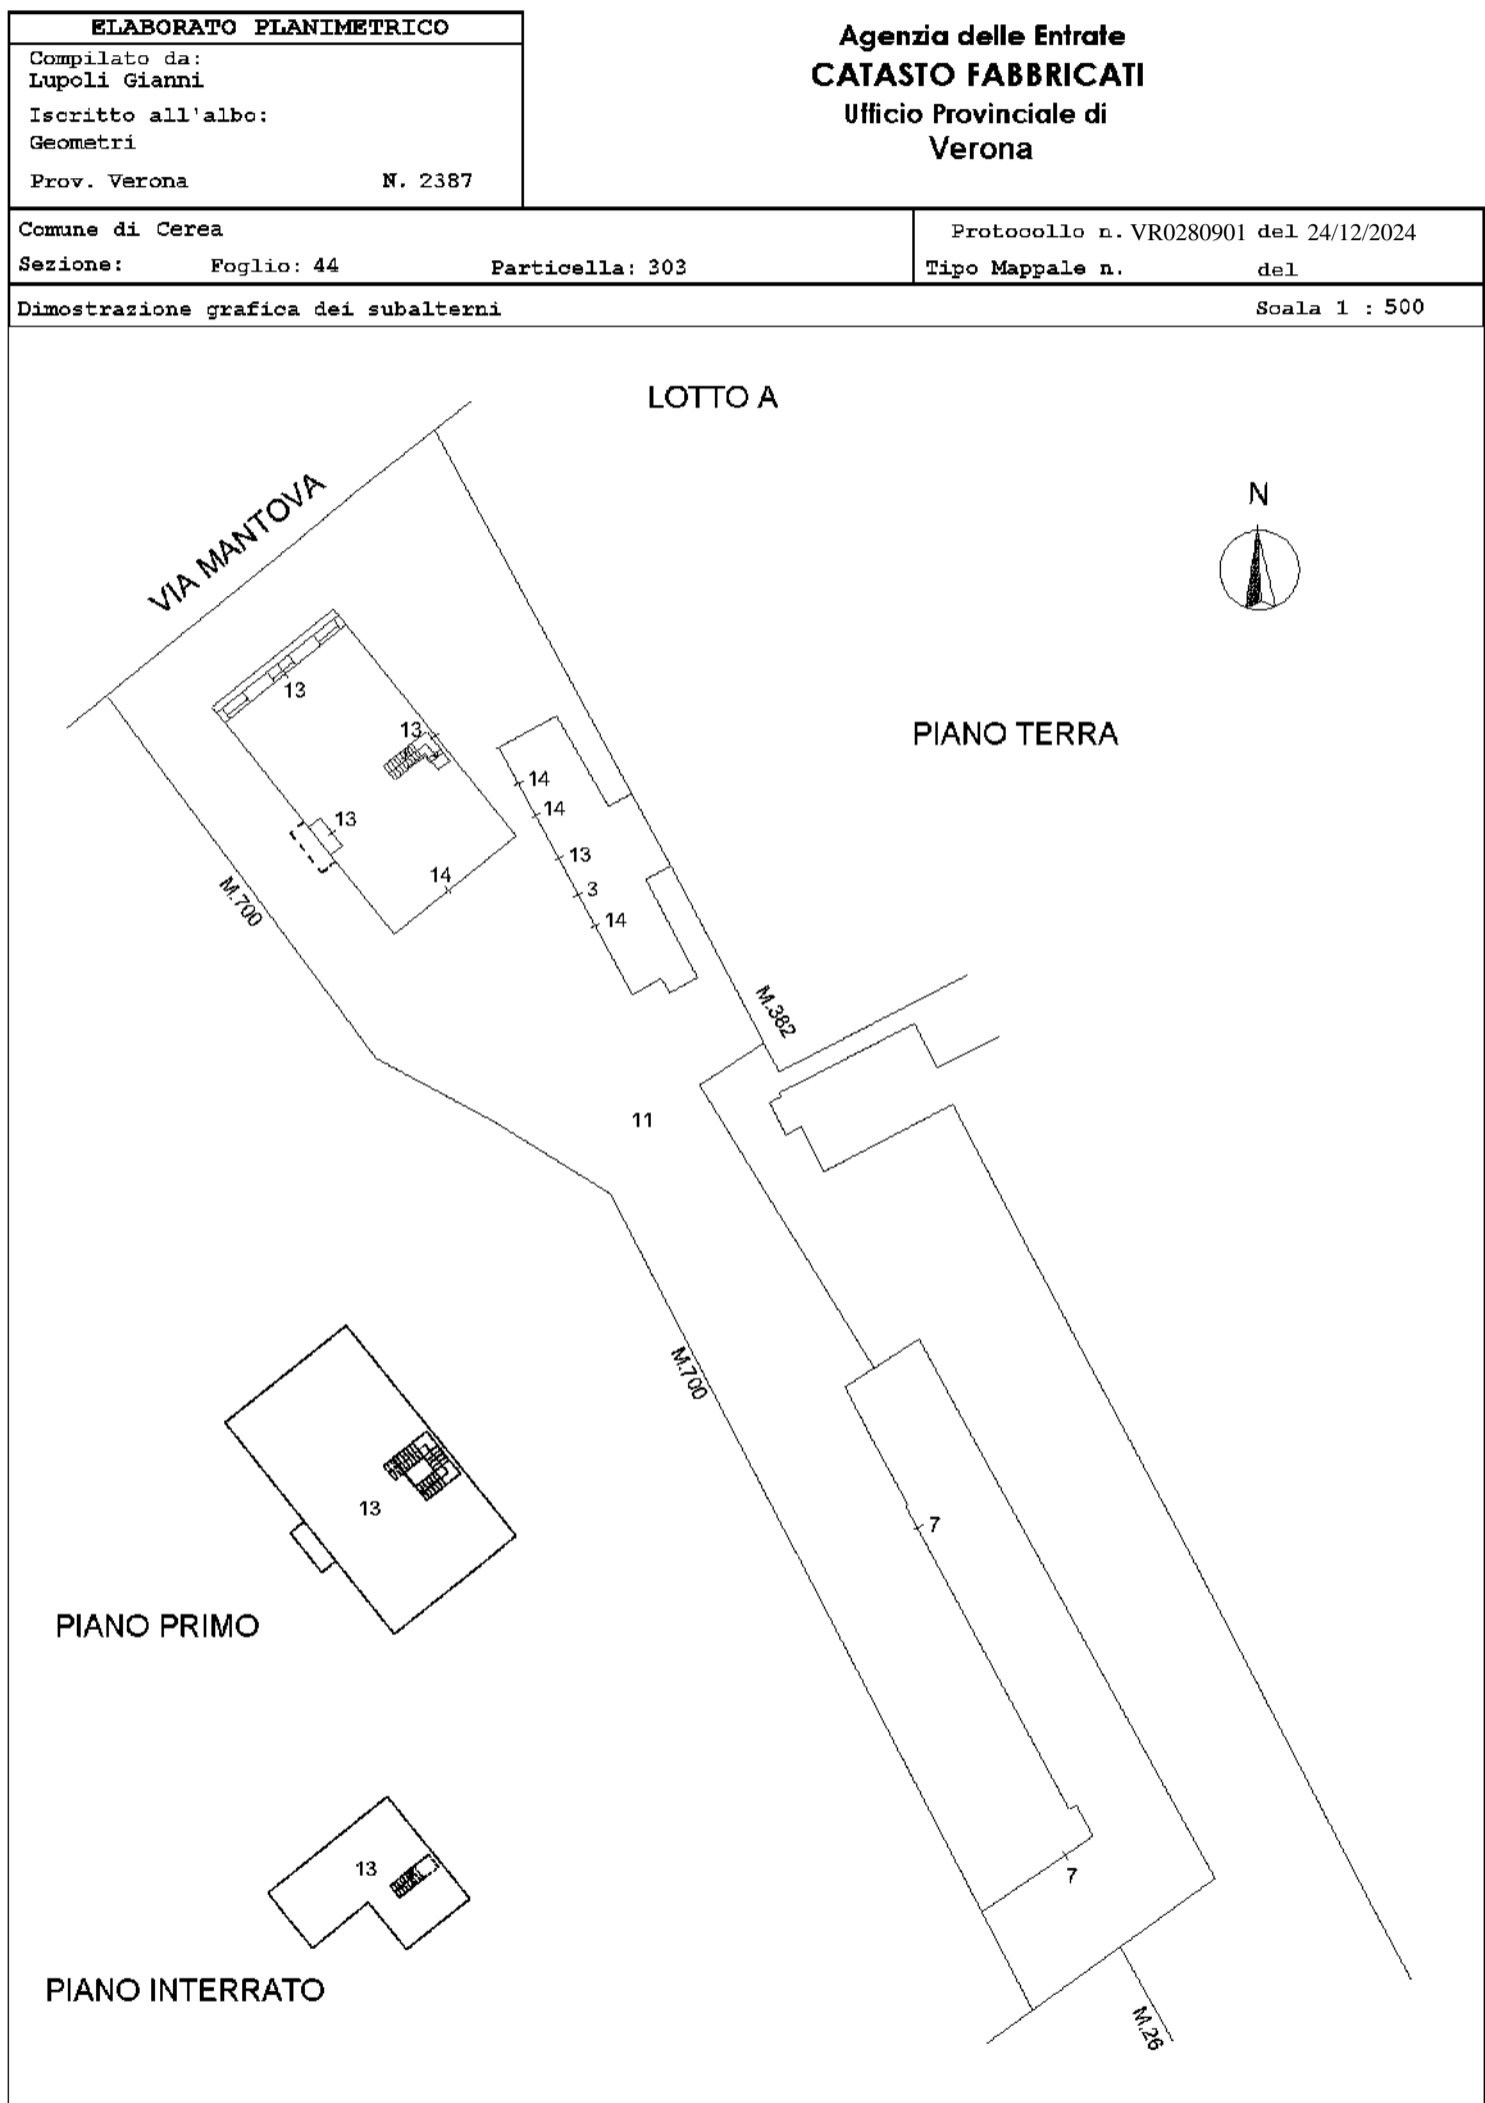 ELABORATO PLANIMETRICO
Compilato da:
Lupoli Gianni
Iscritto all'albo:
Geometri
Prov. Verona N. 2387
Agenzia delle Entrate
CATASTO FABBRICATI
Ufficio Provinciale di
Verona
Comune di Cerea
Sezione: Foglio: 44 Particella: 303
Protocollo n. VR0280901 del 24/12/2024
Tipo Mappale n. del
Dimostrazione grafica dei subalterni Scala 1 : 500
LOTTO A
VIA MANTOVA
N
13
13
PIANO TERRA
14
14
13
13
14
3
M.700
14
M.382
11
M.700
13
7
PIANO PRIMO
13
7
PIANO INTERRATO
M.26